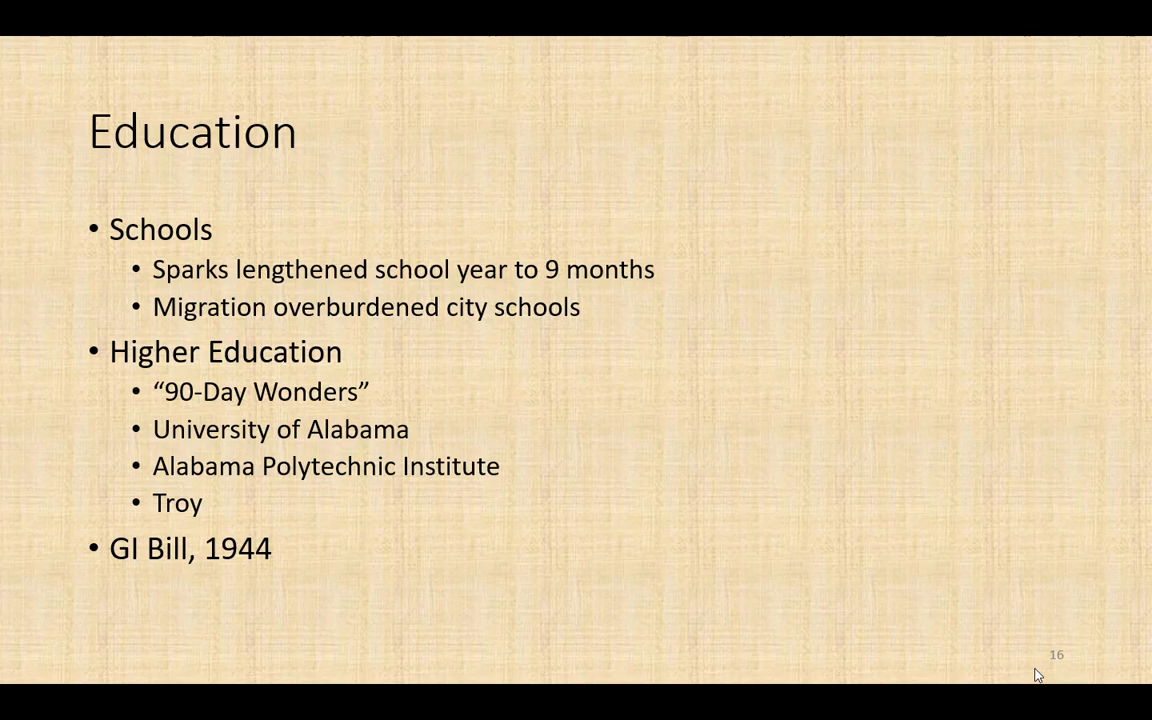 Education
• Schools
• Sparks lengthened school year to 9 months
• Migration overburdened city schools
• Higher Education
• “90-Day Wonders”
• University of Alabama
• Alabama Polytechnic Institute
• Troy
• GI Bill, 1944
16